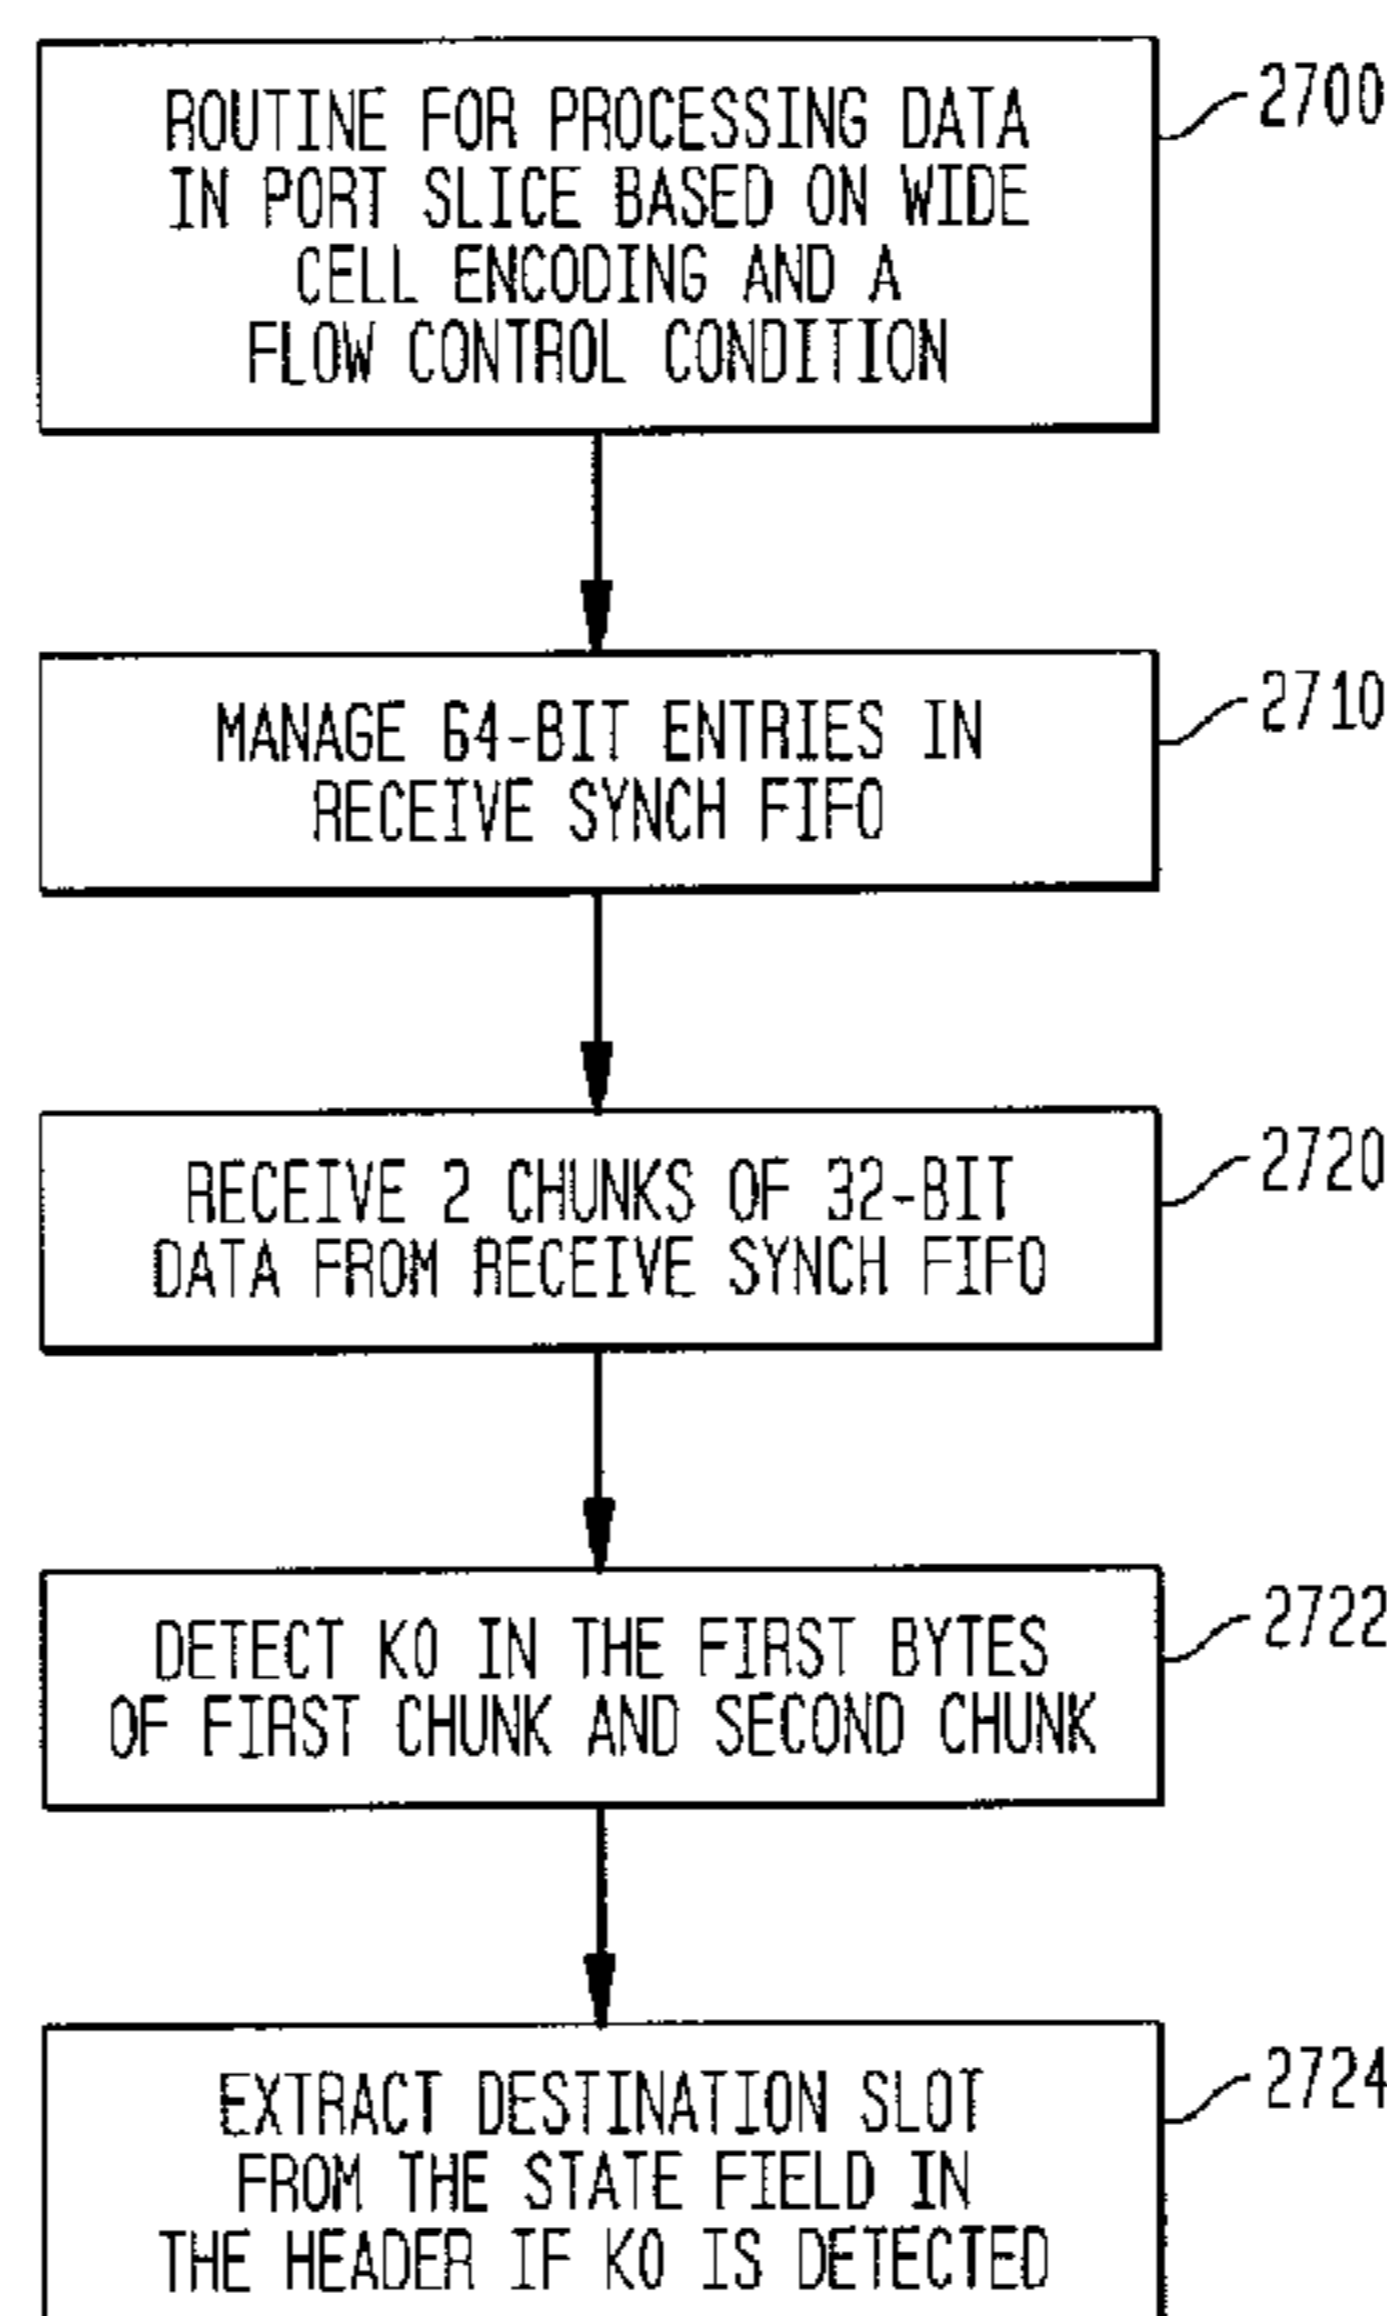 ROUTINE FOR PROCESSING DATA
IN PORT SLICE BASED ON WIDE
CELL ENCODING AND A
FLOW CONTROL CONDITION
2700
MANAGE 64-BIT ENTRIES IN
RECEIVE SYNCH FIFO
2710
RECEIVE 2 CHUNKS OF 32-BIT
DATA FROM RECEIVE SYNCH FIFO
2720
DETECT K0 IN THE FIRST BYTES
OF FIRST CHUNK AND SECOND CHUNK
2722
EXTRACT DESTINATION SLOT
FROM THE STATE FIELD IN
THE HEADER IF K0 IS DETECTED
2724